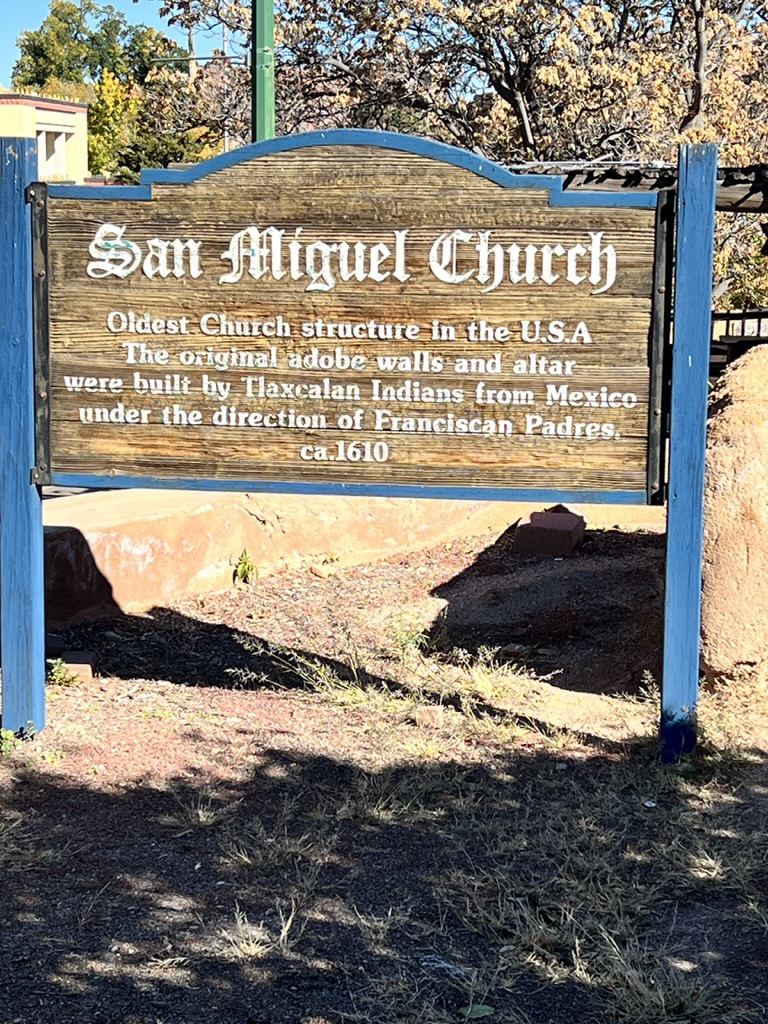 San Miguel Church
Oldest Church structure in the U.S.A
The original adobe walls and altar
were built by Tlaxcalan Indians from Mexico
under the direction of Franciscan Padres.
ca.1610